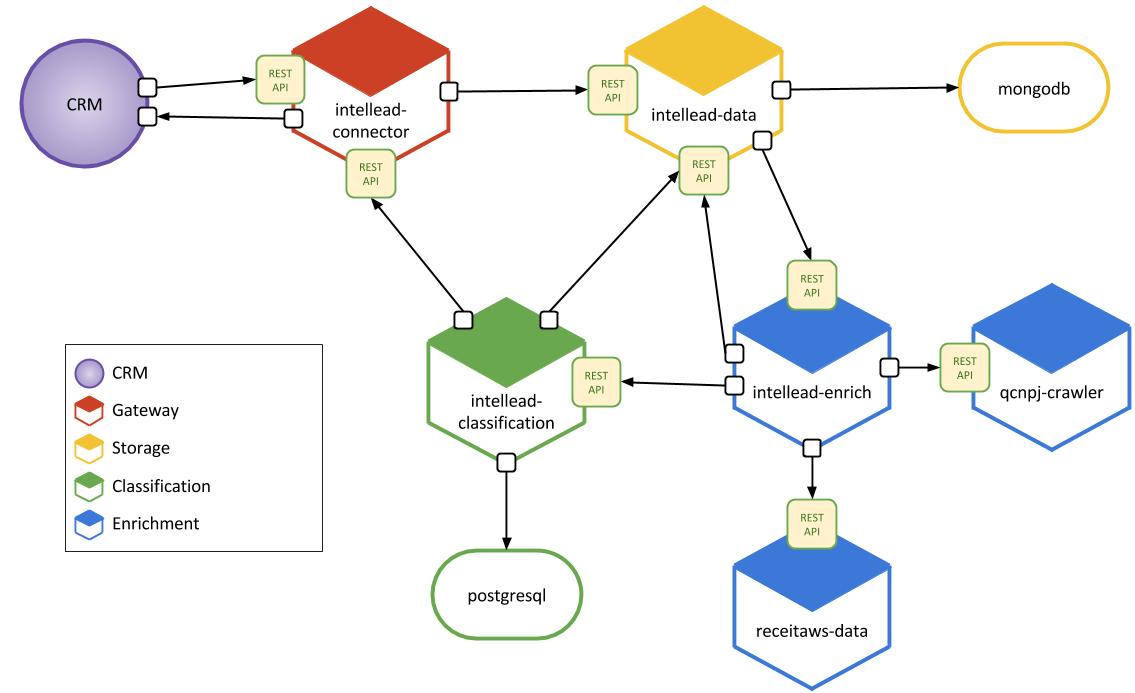 CRM
REST
API
intellead-
connector
REST
API
REST
API
intellead-data
REST
API
mongodb
REST
API
intellead-
classification
REST
API
intellead-enrich
REST
API
qcnpj-crawler
REST
API
receitaws-data
postgresql
CRM
Gateway
Storage
Classification
Enrichment